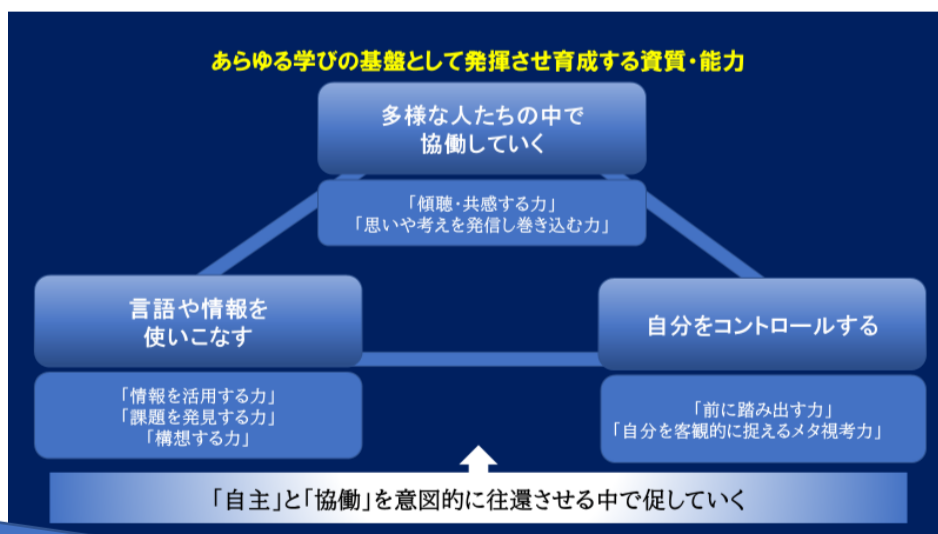 あらゆる学びの基盤として発揮させ育成する資質・能力
多様な人たちの中で
協働していく
「傾聴・共感する力」
「思いや考えを発信し巻き込む力」
言語や情報を
使いこなす
「情報を活用する力」
「課題を発見する力」
「構想する力」
自分をコントロールする
「前に踏み出す力」
「自分を客観的に捉えるメタ視考力」
「自主」と「協働」を意図的に往還させる中で促していく